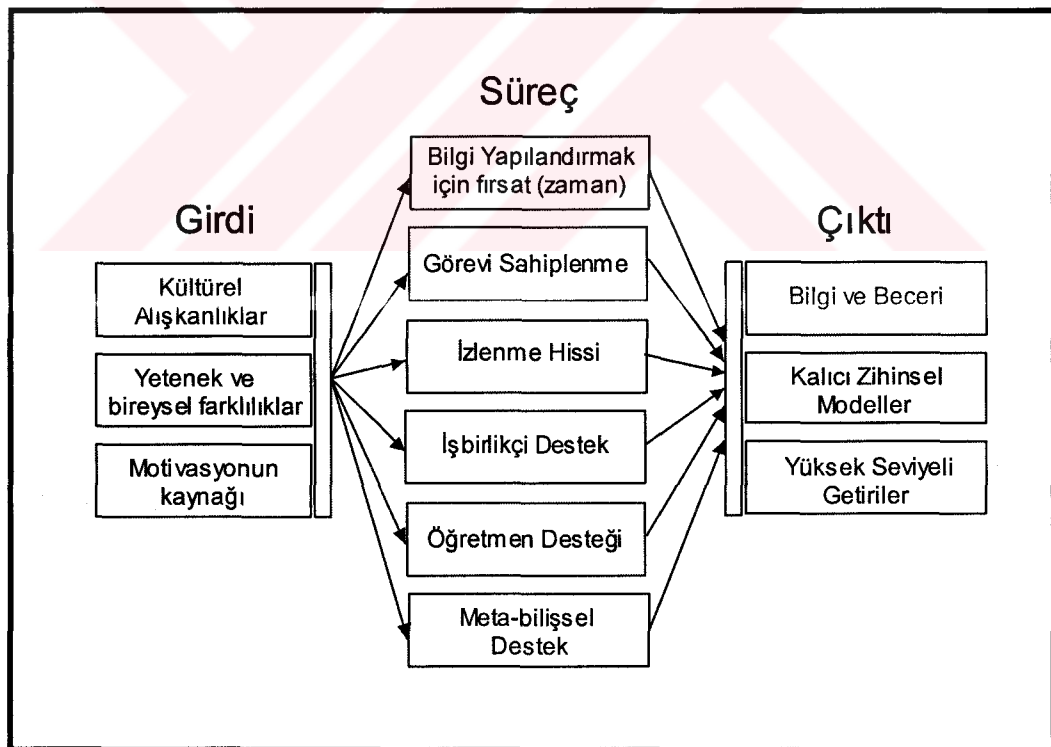 Süreç
Girdi
Kültürel
Alışkanlıklar
Yetenek ve
bireysel farklılıklar
Motivasyonun
kaynağı
Bilgi Yapılandırmak
için fırsat (zaman)
Görevi Sahiplenme
İzlenme Hissi
İşbirlikçi Destek
Öğretmen Desteği
Meta-bilişsel
Destek
Çıktı
Bilgi ve Beceri
Kalıcı Zihinsel
Modeller
Yüksek Seviyeli
Getiriler